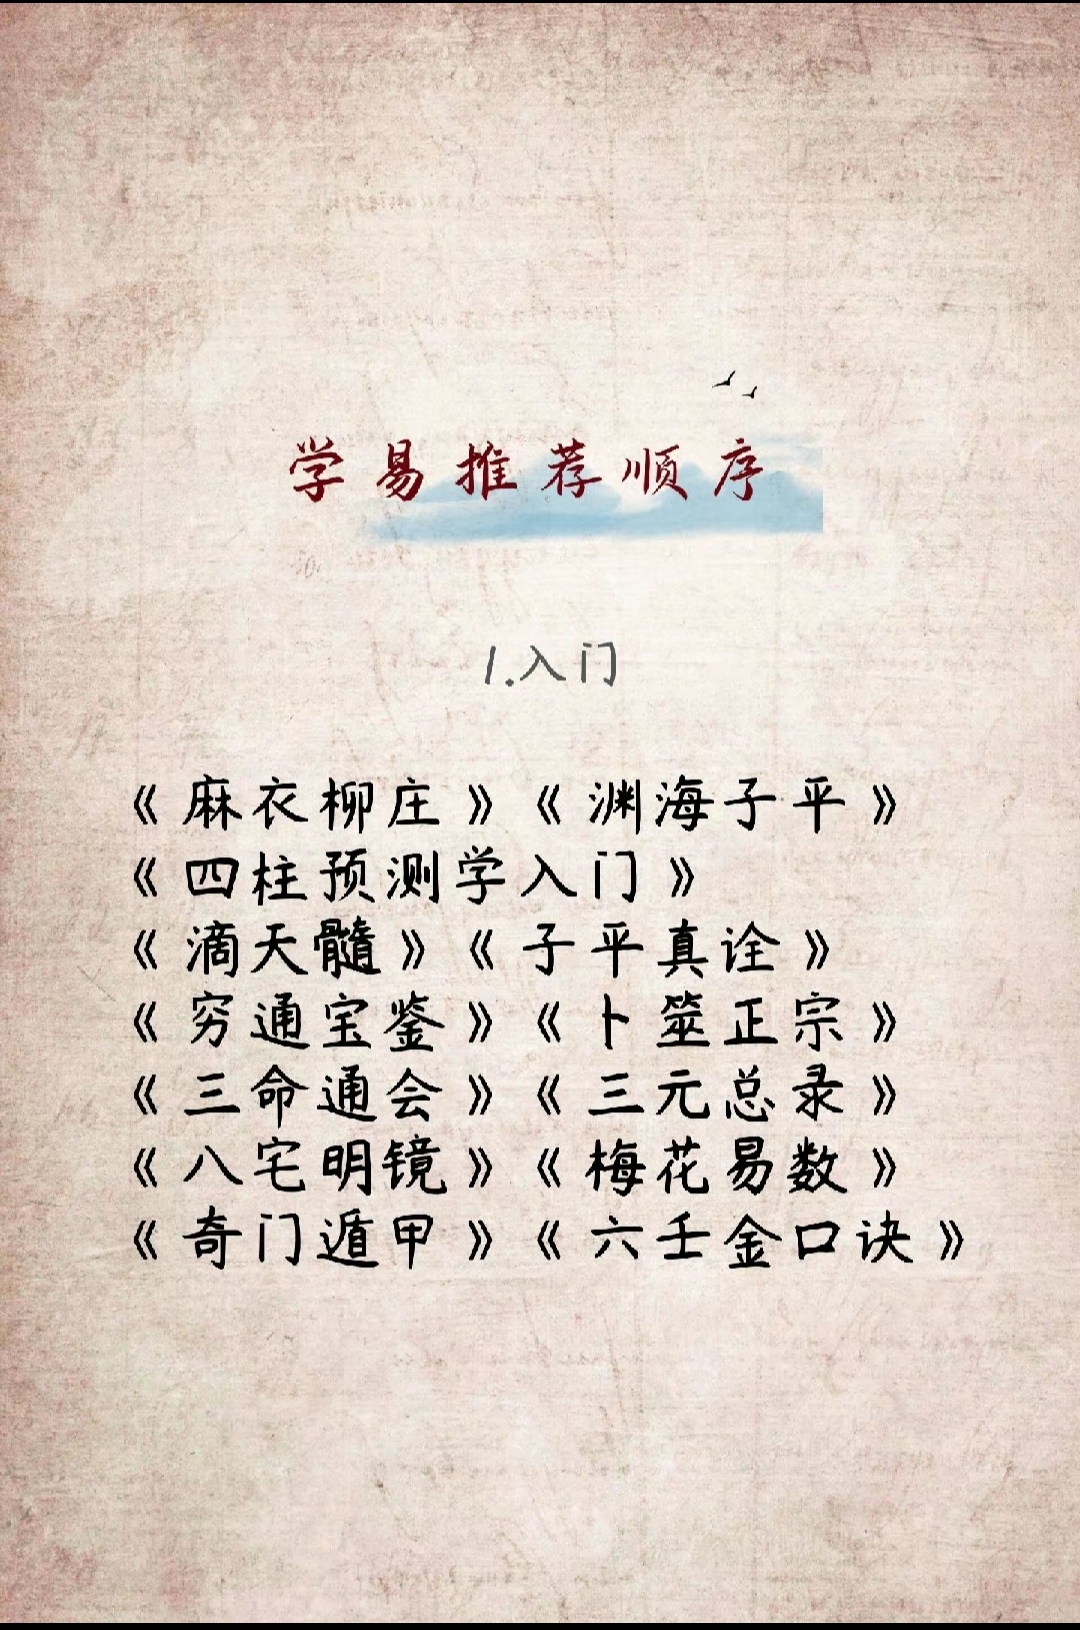 学易推荐顺序
1.入门
《麻衣柳庄》《渊海子平》
《四柱预测学入门》
《滴天髓》《子平真诠》
《穷通宝鉴》《卜筮正宗》
《三命通会》《三元总录》
《八宅明镜》《梅花易数》
《奇门遁甲》《六壬金口诀》